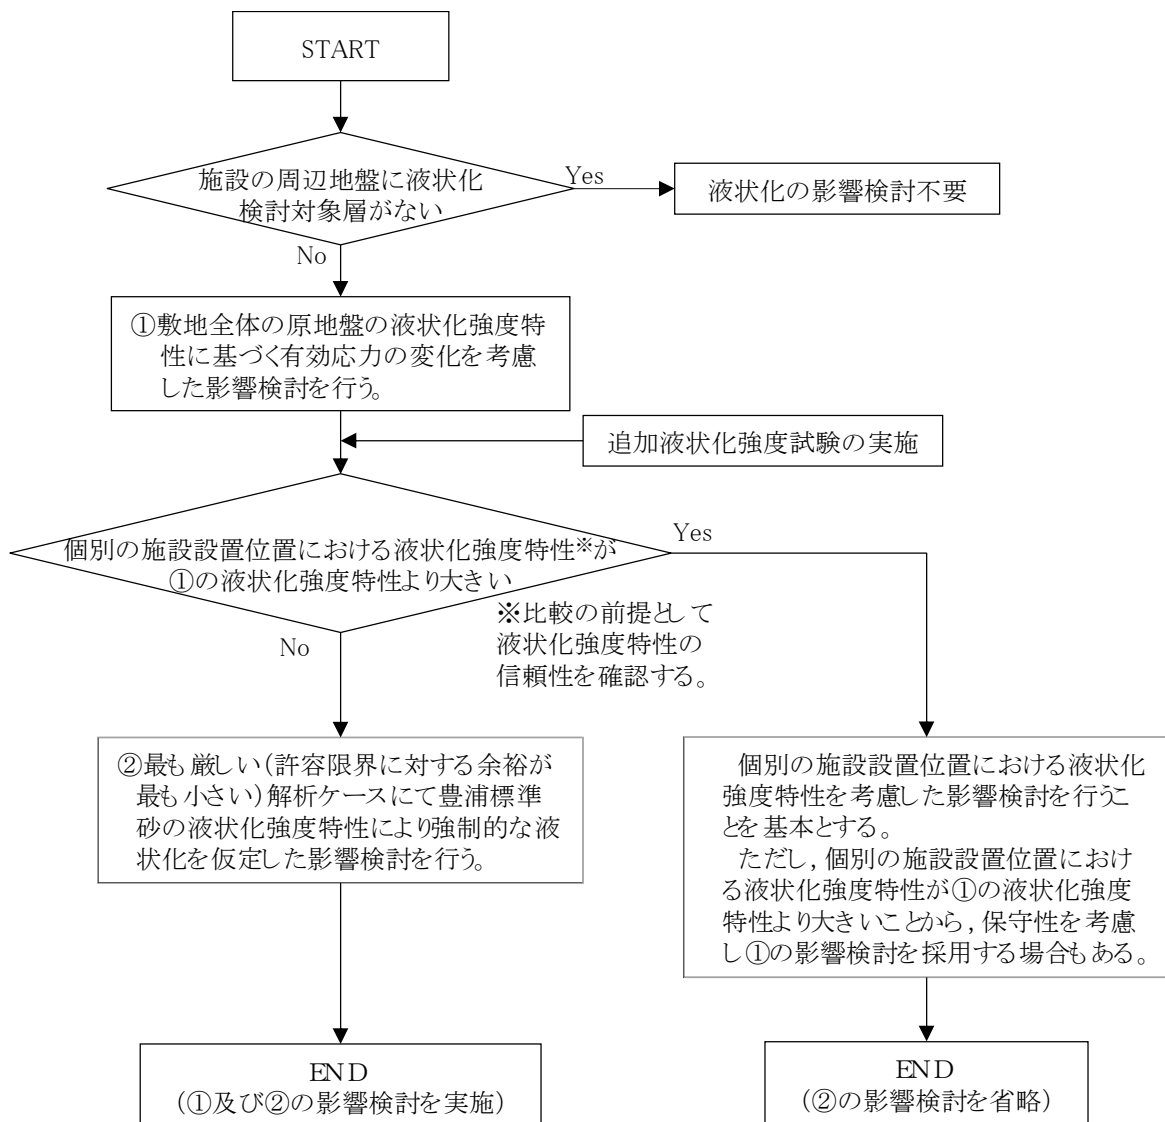 START
施設の周辺地盤に液状化
検討対象層がない
Yes
液状化の影響検討不要
No
①敷地全体の原地盤の液状化強度特
性に基づく有効応力の変化を考慮
した影響検討を行う。
追加液状化強度試験の実施
個別の施設設置位置における液状化強度特性※が
①の液状化強度特性より大きい
Yes
※比較の前提として
液状化強度特性の
信頼性を確認する。
No
②最も厳しい(許容限界に対する余裕が
最も小さい)解析ケースにて豊浦標準
砂の液状化強度特性により強制的な液
状化を仮定した影響検討を行う。
個別の施設設置位置における液状化
強度特性を考慮した影響検討を行うこ
とを基本とする。
ただし,個別の施設設置位置におけ
る液状化強度特性が①の液状化強度
特性より大きいことから,保守性を考慮
し①の影響検討を採用する場合もある。
END
(①及び②の影響検討を実施)
END
(②の影響検討を省略)